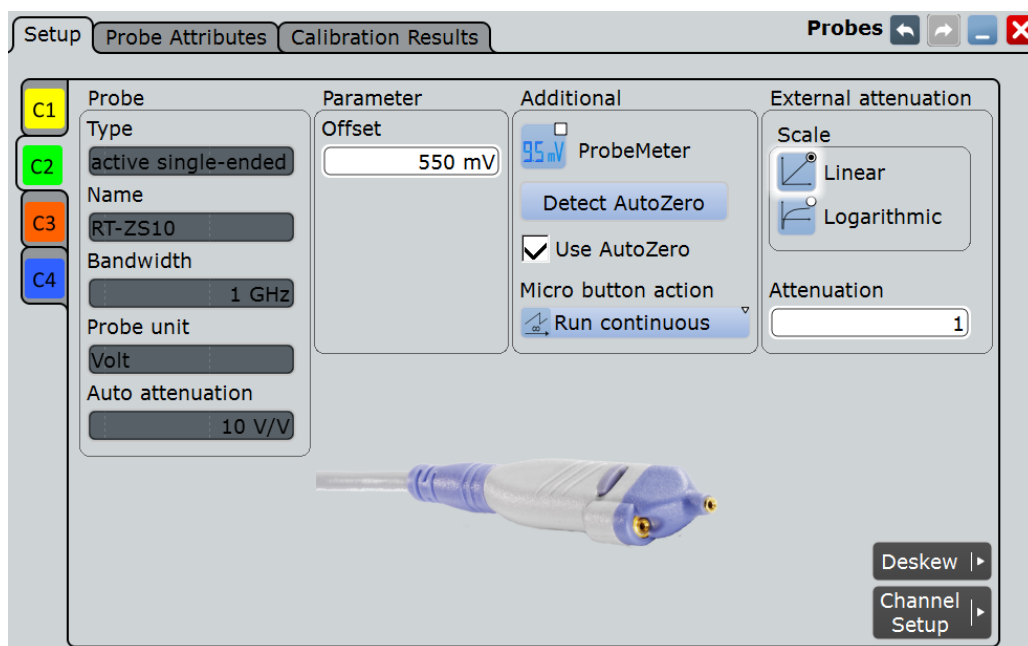 Setup
Probe Attributes
Calibration Results
Probes
C1
C2
C3
C4
Probe
Type
active single-ended
Name
RT-ZS10
Bandwidth
1 GHz
Probe unit
Volt
Auto attenuation
10 V/V
Parameter
Offset
550 mV
Additional
9.5 mV
ProbeMeter
Detect AutoZero
Use AutoZero
Micro button action
∞
Run continuous
External attenuation
Scale
Linear
Logarithmic
Attenuation
1
Deskew
Channel
Setup